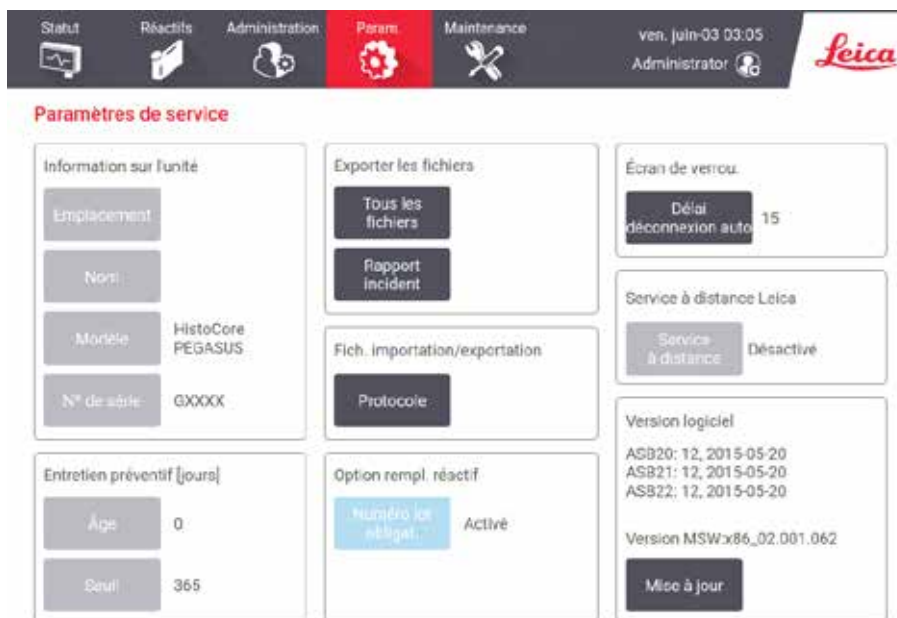 Statut Réactifs Administration Param. Maintenance
ven. juin-03 03:05
Administrator
Leica
Paramètres de service
Information sur l'unité
Emplacement
Nom
Modèle
HistoCore
PEGASUS
N° de série
GXXXX
Entretien préventif [jours]
Âge
0
Seuil
365
Exporter les fichiers
Tous les
fichiers
Rapport
incident
Fich. importation/exportation
Protocole
Option rempl. réactif
Numéro lot
obligat.
Activé
Écran de verrou.
Délai
déconnexion auto
15
Service à distance Leica
Service
à distance
Désactivé
Version logiciel
ASB20: 12, 2015-05-20
ASB21: 12, 2015-05-20
ASB22: 12, 2015-05-20
Version MSW:x86_02.001.062
Mise à jour